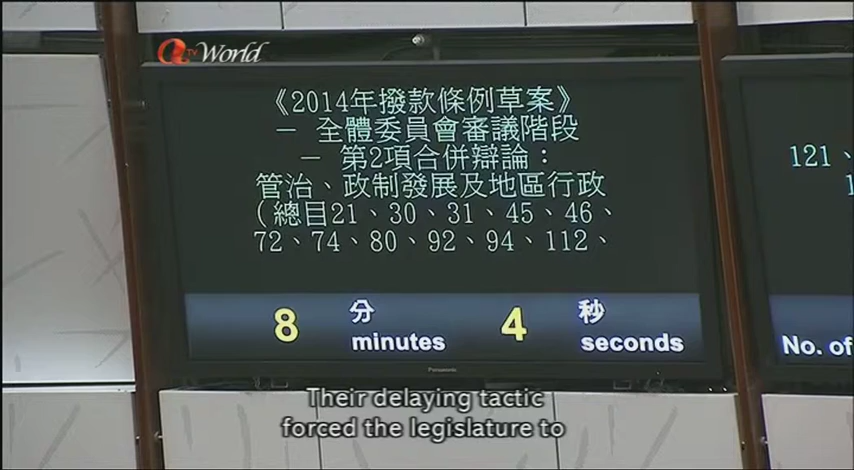 aTV World
《2014年撥款條例草案》
— 全體委員會審議階段
— 第2項合併辯論：
管治、政制發展及地區行政
(總目21、30、31、45、46、
72、74、80、92、94、112、
8 分 minutes 4 秒 seconds
Panasonic
121、
1
No. of
Their delaying tactic
forced the legislature to